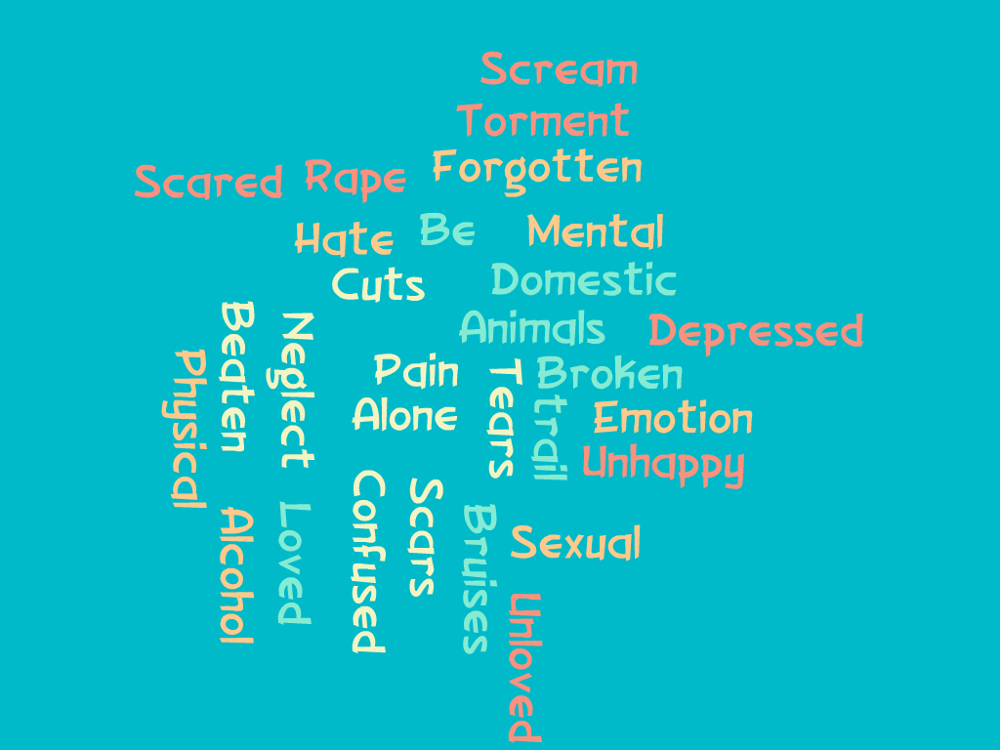 Scream
Torment
Forgotten
Scared Rape
Hate Be Mental
Cuts Domestic
Animals Depressed
Beaten
Neglect
Physical
Pain
Tears
Broken
Alone
trail
Emotion
Unhappy
Confused
Scars
Alcohol
Loved
Bruises
Sexual
Unloved